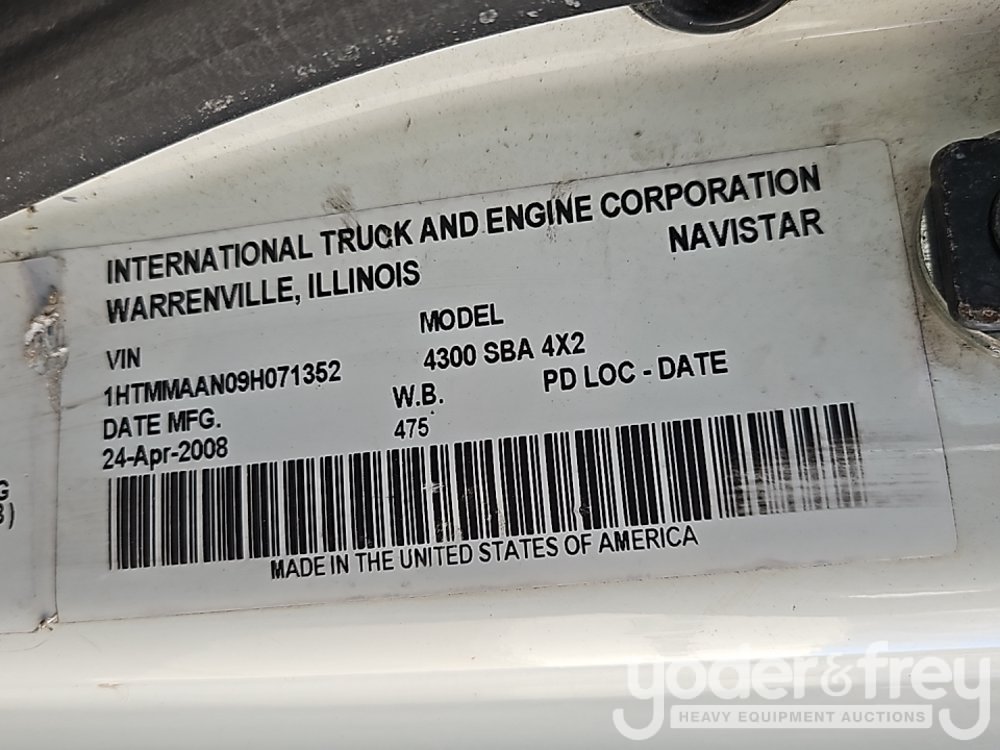 INTERNATIONAL TRUCK AND ENGINE CORPORATION
WARRENVILLE, ILLINOIS NAVISTAR
VIN MODEL
1HTMMAAN09H071352 4300 SBA 4X2
DATE MFG. W.B. PD LOC - DATE
24-Apr-2008 475
MADE IN THE UNITED STATES OF AMERICA
G
)
yoder&frey
HEAVY EQUIPMENT AUCTIONS